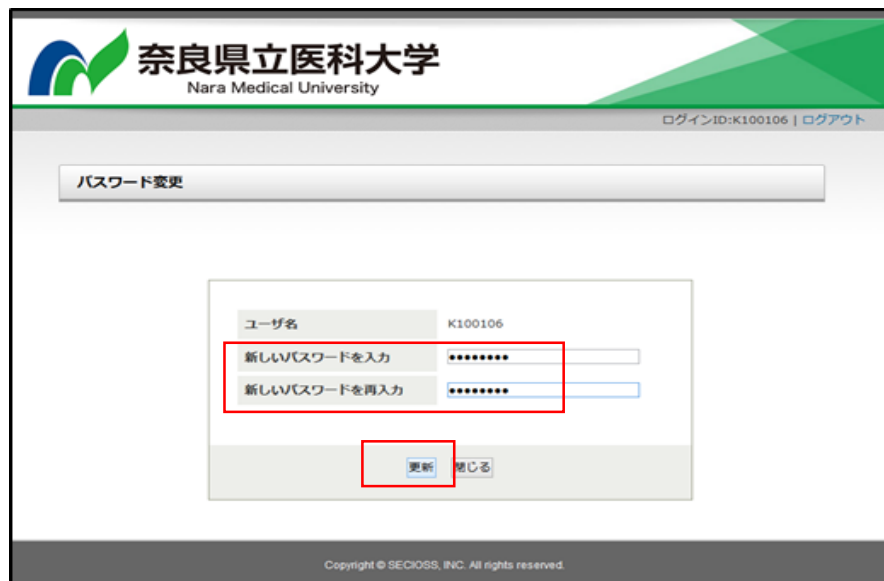 奈良県立医科大学
Nara Medical University
ログインID:K100106 | ログアウト
パスワード変更
ユーザ名 K100106
新しいパスワードを入力 ••••••••
新しいパスワードを再入力 ••••••••
更新 閉じる
Copyright © SECIOSS, INC. All rights reserved.